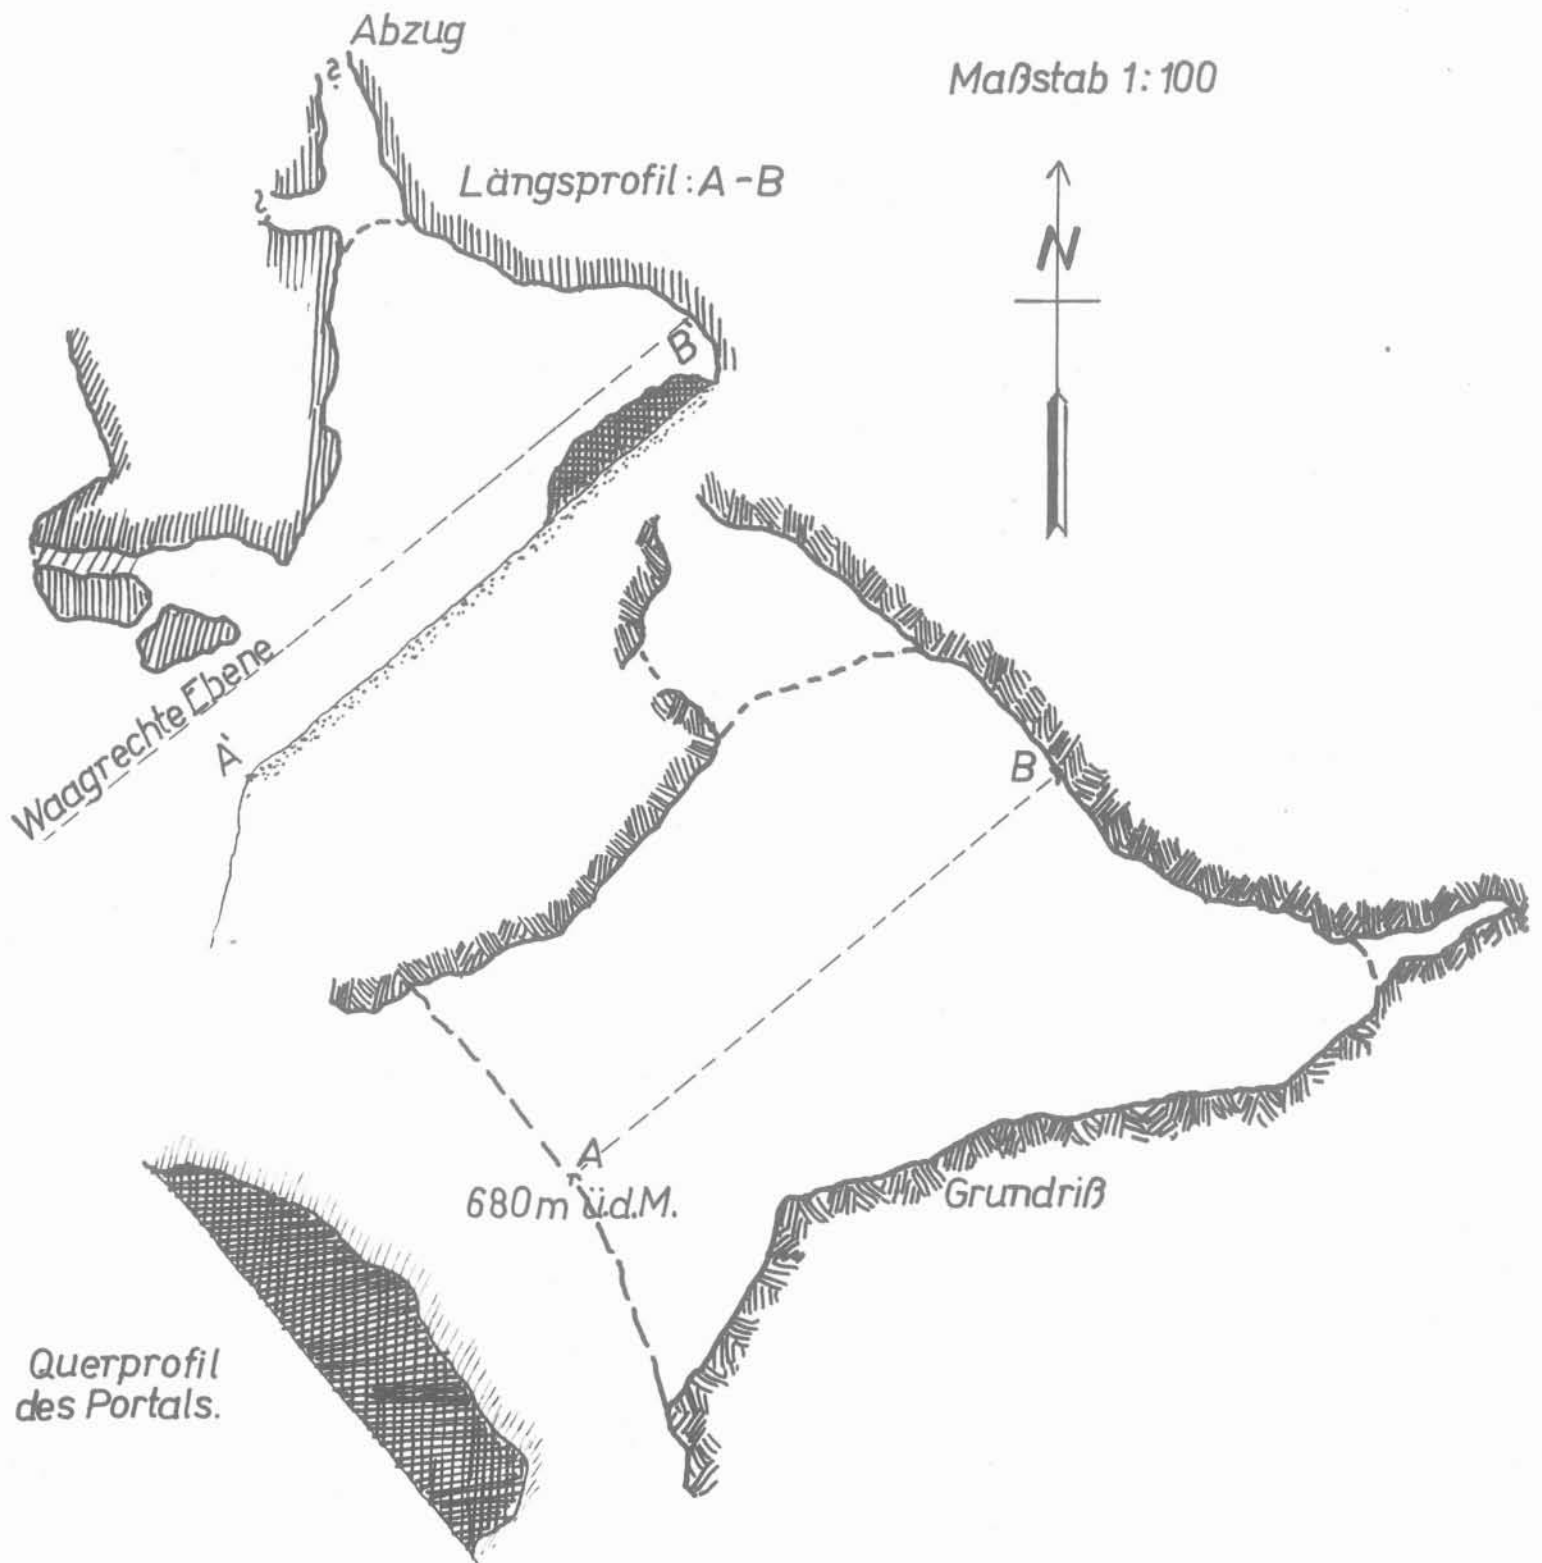 Abzug
Maßstab 1:100
Längsprofil: A-B
N
B
Waagrechte Ebene
A'
B
A
680m ü.d.M.
Grundriß
Querprofil
des Portals.